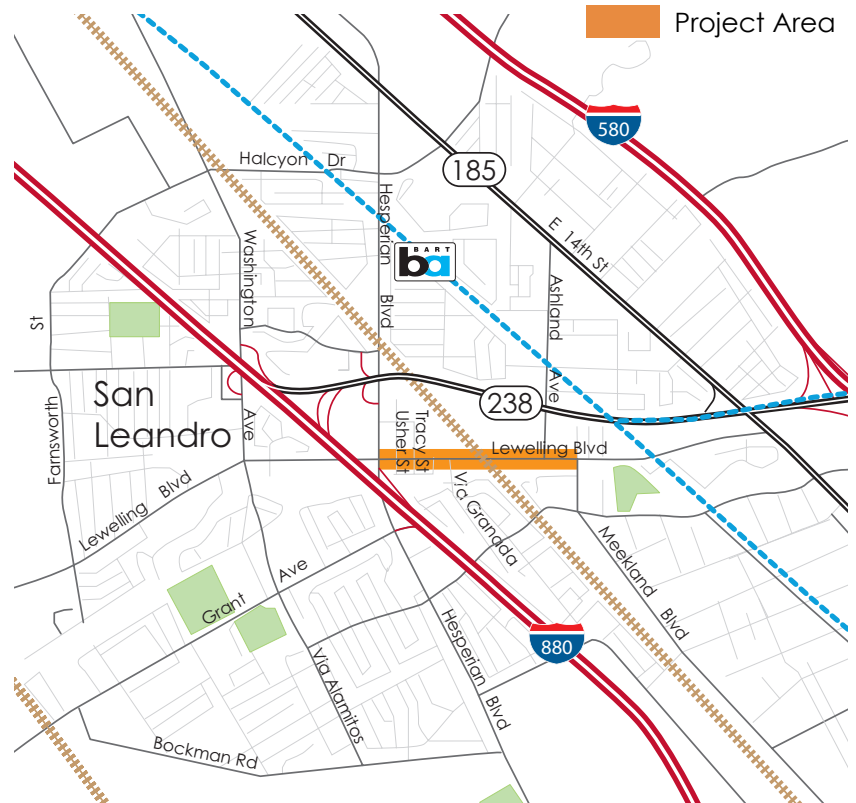 Project Area
580
Halcyon Dr
185
Hesperian Blvd
E 14th St
Washington Ave
BART
ba
Ashland Ave
Farnsworth St
San
Leandro
238
Tracy St
Usher St
Lewelling Blvd
Lewelling Blvd
Via Granada
Grant Ave
Meekland Blvd
Hesperian Blvd
880
Via Alamitos
Bockman Rd